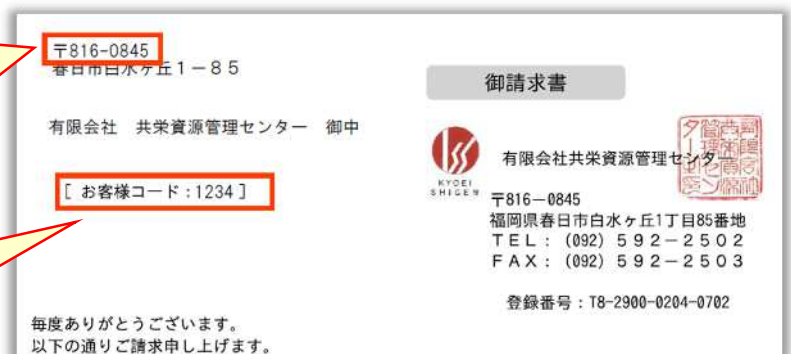 〒816-0845
春日市白水ヶ丘1－85
有限会社 共栄資源管理センター 御中
[ お客様コード:1234 ]
御請求書
KYOEI
SHIGEN
有限会社共栄資源管理センター
〒816－0845
福岡県春日市白水ヶ丘1丁目85番地
TEL：(092) 592－2502
FAX：(092) 592－2503
登録番号：T8-2900-0204-0702
毎度ありがとうございます。
以下の通りご請求申し上げます。